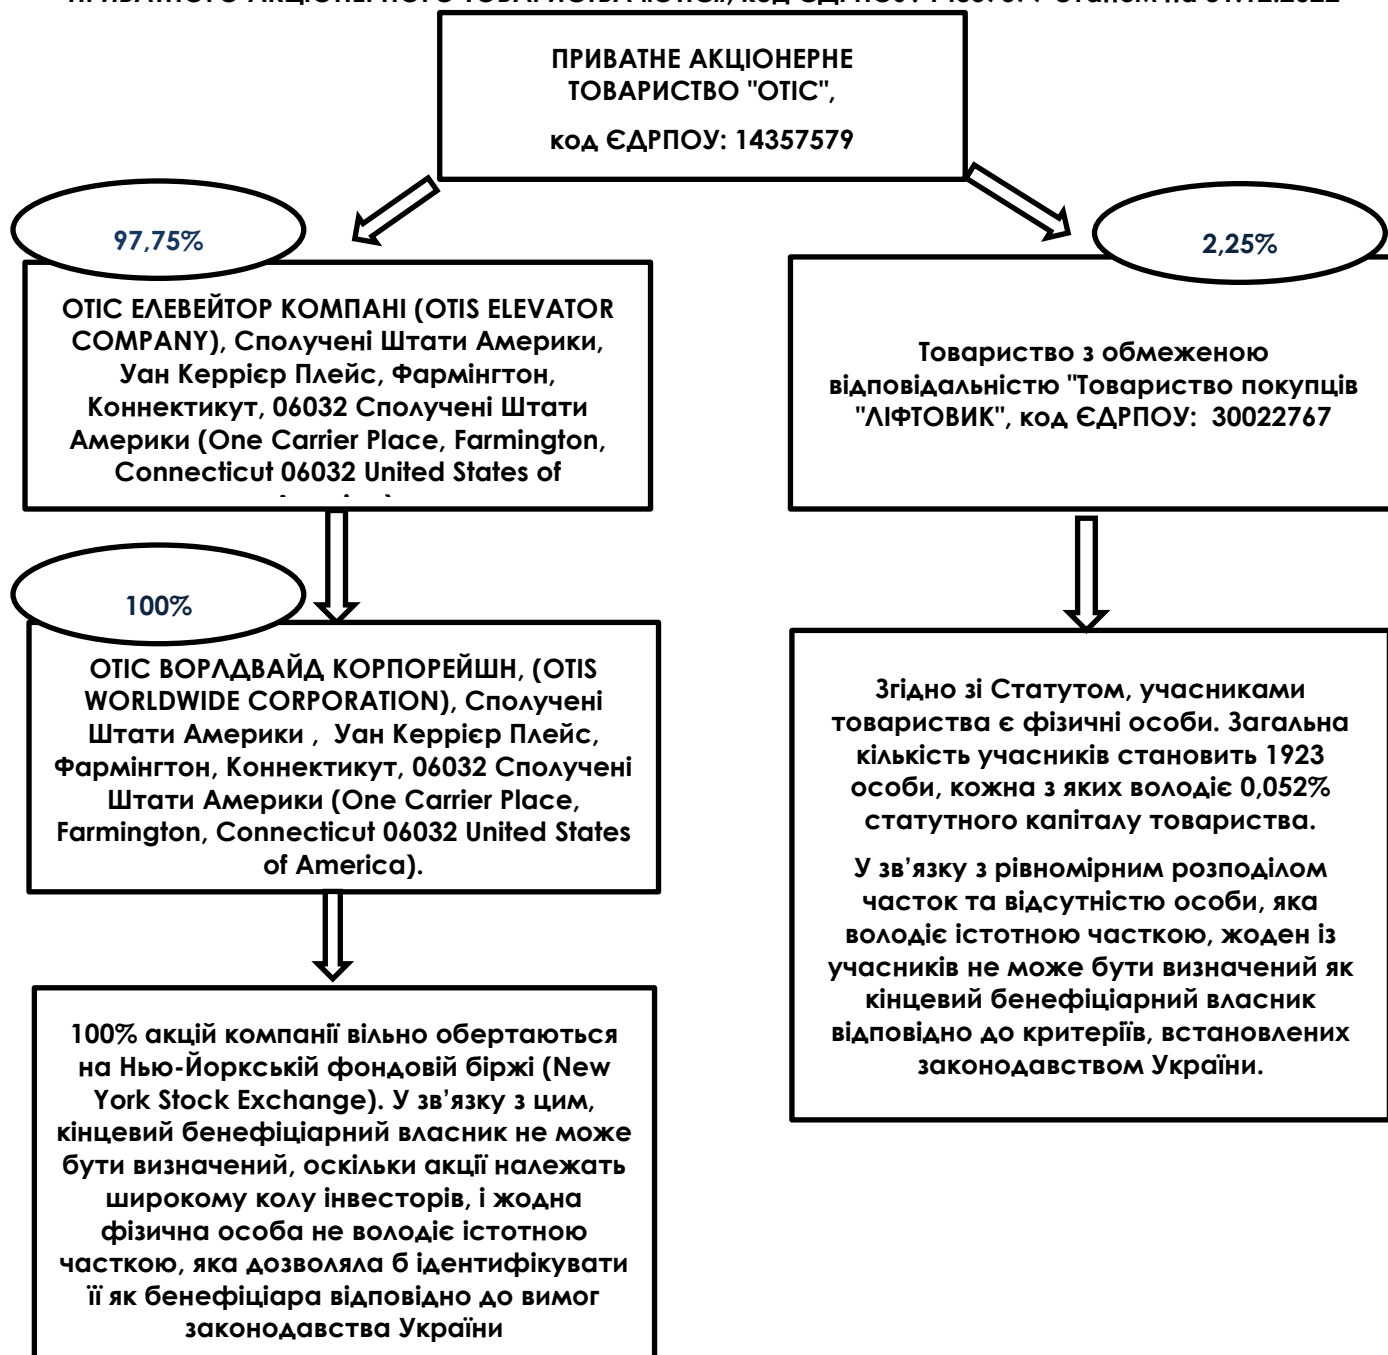 ПРИВАТНЕ АКЦІОНЕРНЕ
ТОВАРИСТВО "ОТІС",
код ЄДРПОУ: 14357579
97,75%
2,25%
ОТІС ЕЛЕВЕЙТОР КОМПАНІ (OTIS ELEVATOR
COMPANY), Сполучені Штати Америки,
Уан Керрієр Плейс, Фармінгтон,
Коннектикут, 06032 Сполучені Штати
Америки (One Carrier Place, Farmington,
Connecticut 06032 United States of
Товариство з обмеженою
відповідальністю "Товариство покупців
"ЛІФТОВИК", код ЄДРПОУ: 30022767
100%
ОТІС ВОРЛДВАЙД КОРПОРЕЙШН, (OTIS
WORLDWIDE CORPORATION), Сполучені
Штати Америки , Уан Керрієр Плейс,
Фармінгтон, Коннектикут, 06032 Сполучені
Штати Америки (One Carrier Place,
Farmington, Connecticut 06032 United States
of America).
Згідно зі Статутом, учасниками
товариства є фізичні особи. Загальна
кількість учасників становить 1923
особи, кожна з яких володіє 0,052%
статутного капіталу товариства.
У зв’язку з рівномірним розподілом
часток та відсутністю особи, яка
володіє істотною часткою, жоден із
учасників не може бути визначений як
кінцевий бенефіціарний власник
відповідно до критеріїв, встановлених
законодавством України.
100% акцій компанії вільно обертаються
на Нью-Йоркській фондовій біржі (New
York Stock Exchange). У зв’язку з цим,
кінцевий бенефіціарний власник не може
бути визначений, оскільки акції належать
широкому колу інвесторів, і жодна
фізична особа не володіє істотною
часткою, яка дозволяла б ідентифікувати
її як бенефіціара відповідно до вимог
законодавства України